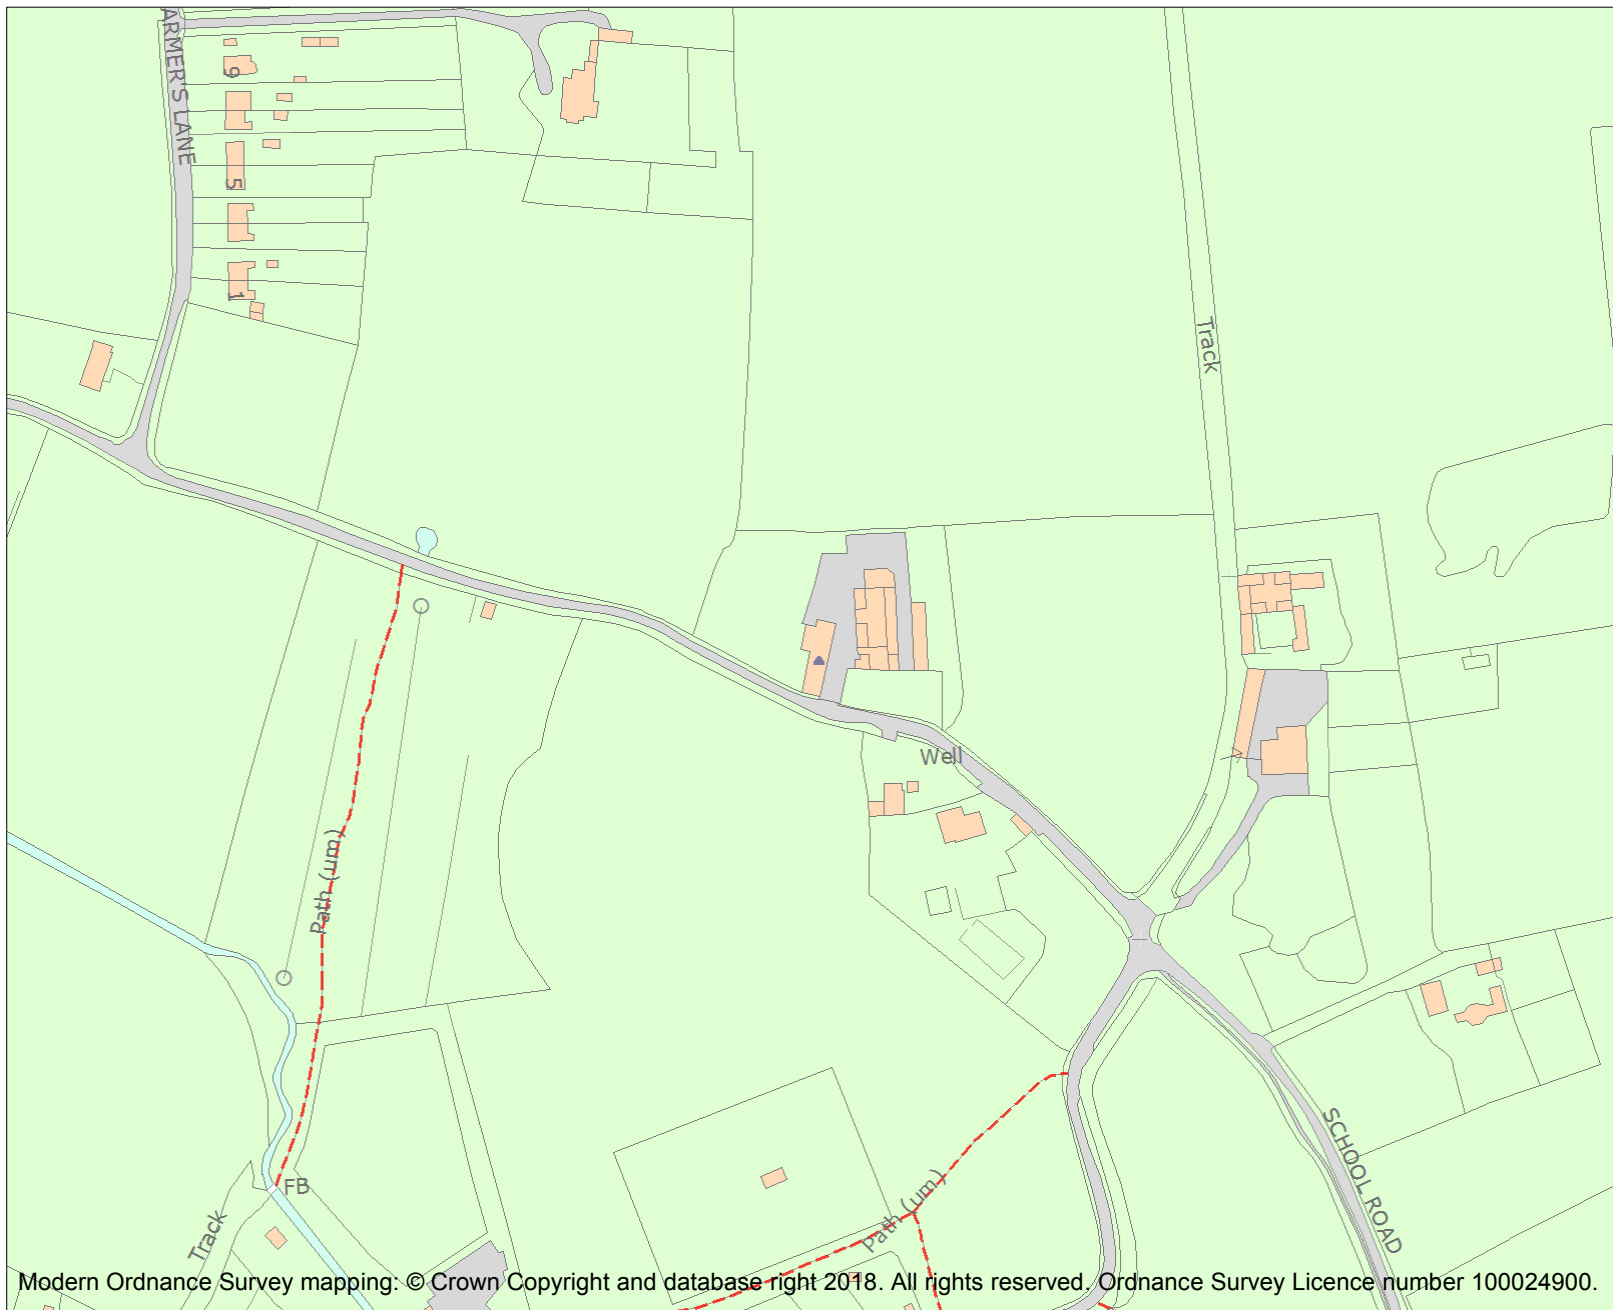 ARMER'S LANE
9
5
1
Track
Well
Path (um)
SCHOOL ROAD
FB
Track
Path (um)
Modern Ordnance Survey mapping: © Crown Copyright and database right 2018. All rights reserved. Ordnance Survey Licence number 100024900.